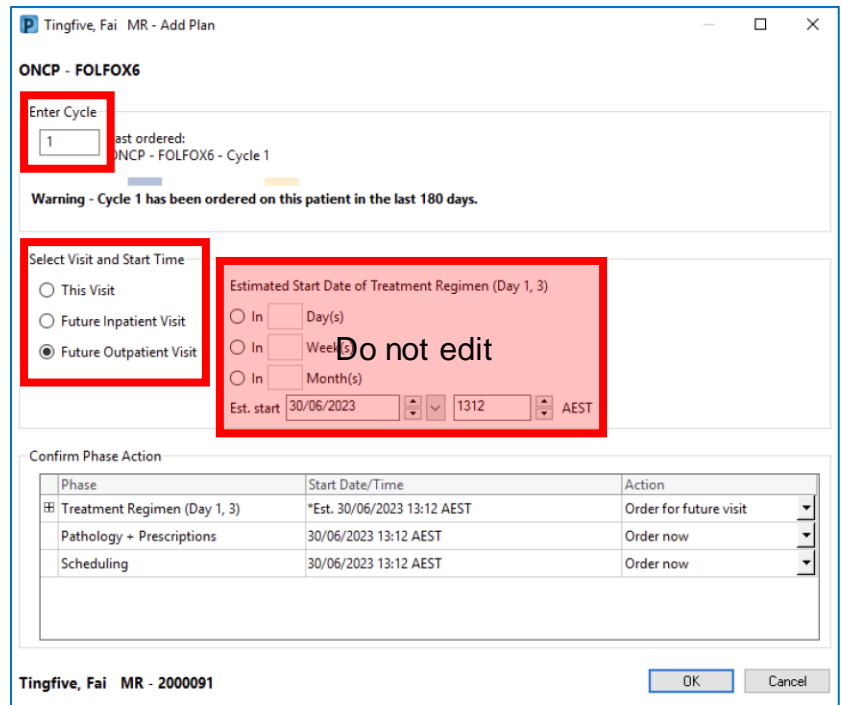 Tingfive, Fai MR - Add Plan
ONCP - FOLFOX6
Enter Cycle
1
ast ordered:
ONCP - FOLFOX6 - Cycle 1
Warning - Cycle 1 has been ordered on this patient in the last 180 days.
Select Visit and Start Time
This Visit
Future Inpatient Visit
Future Outpatient Visit
Estimated Start Date of Treatment Regimen (Day 1, 3)
In Day(s)
In Week(s)
Do not edit
In Month(s)
Est. start 30/06/2023 1312 AEST
Confirm Phase Action
Phase Start Date/Time Action
Treatment Regimen (Day 1, 3) *Est. 30/06/2023 13:12 AEST Order for future visit
Pathology + Prescriptions 30/06/2023 13:12 AEST Order now
Scheduling 30/06/2023 13:12 AEST Order now
Tingfive, Fai MR - 2000091
OK Cancel